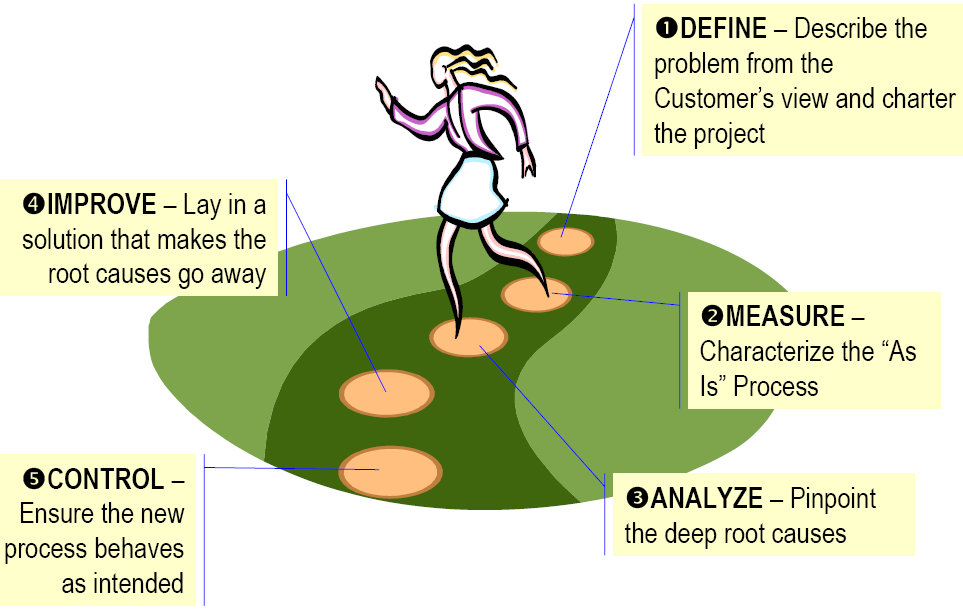 ❶DEFINE – Describe the
problem from the
Customer’s view and charter
the project
❷MEASURE –
Characterize the “As
Is” Process
❸ANALYZE – Pinpoint
the deep root causes
❹IMPROVE – Lay in a
solution that makes the
root causes go away
❺CONTROL –
Ensure the new
process behaves
as intended